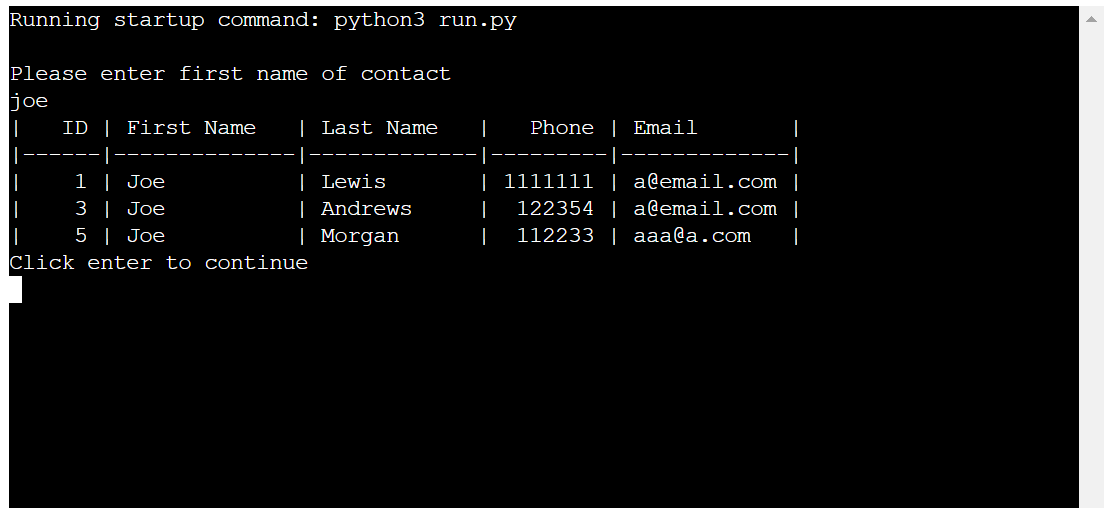 Running startup command: python3 run.py
Please enter first name of contact
joe
|   ID | First Name   | Last Name   |   Phone | Email       |
|------|--------------|-------------|---------|-------------|
|    1 | Joe          | Lewis       | 1111111 | a@email.com |
|    3 | Joe          | Andrews     |  122354 | a@email.com |
|    5 | Joe          | Morgan      |  112233 | aaa@a.com   |
Click enter to continue